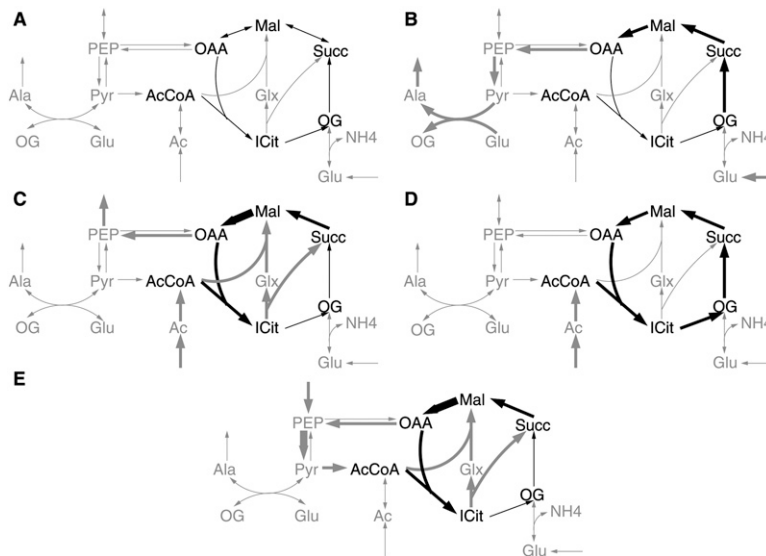 A
Mal
PEP
OAA
Succ
Ala
Pyr
AcCoA
Glx
OG
OG
Glu
Ac
ICit
NH4
Glu
B
Mal
PEP
OAA
Succ
Ala
Pyr
AcCoA
Glx
OG
OG
Glu
Ac
ICit
NH4
Glu
C
Mal
PEP
OAA
Succ
Ala
Pyr
AcCoA
Glx
OG
OG
Glu
Ac
ICit
NH4
Glu
D
Mal
PEP
OAA
Succ
Ala
Pyr
AcCoA
Glx
OG
OG
Glu
Ac
ICit
NH4
Glu
E
Mal
PEP
OAA
Succ
Ala
Pyr
AcCoA
Glx
OG
OG
Glu
Ac
ICit
NH4
Glu